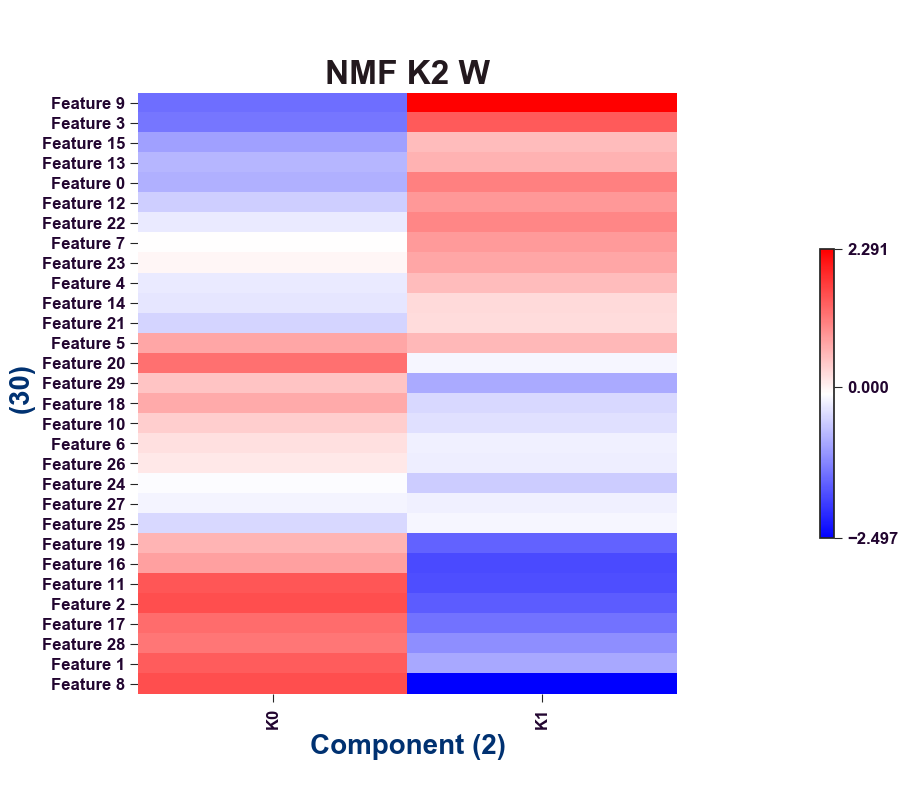 NMF K2 W
Feature 9
Feature 3
Feature 15
Feature 13
Feature 0
Feature 12
Feature 22
Feature 7
Feature 23
Feature 4
Feature 14
Feature 21
Feature 5
Feature 20
Feature 29
Feature 18
Feature 10
Feature 6
Feature 26
Feature 24
Feature 27
Feature 25
Feature 19
Feature 16
Feature 11
Feature 2
Feature 17
Feature 28
Feature 1
Feature 8
(30)
K0
K1
Component (2)
2.291
0.000
−2.497